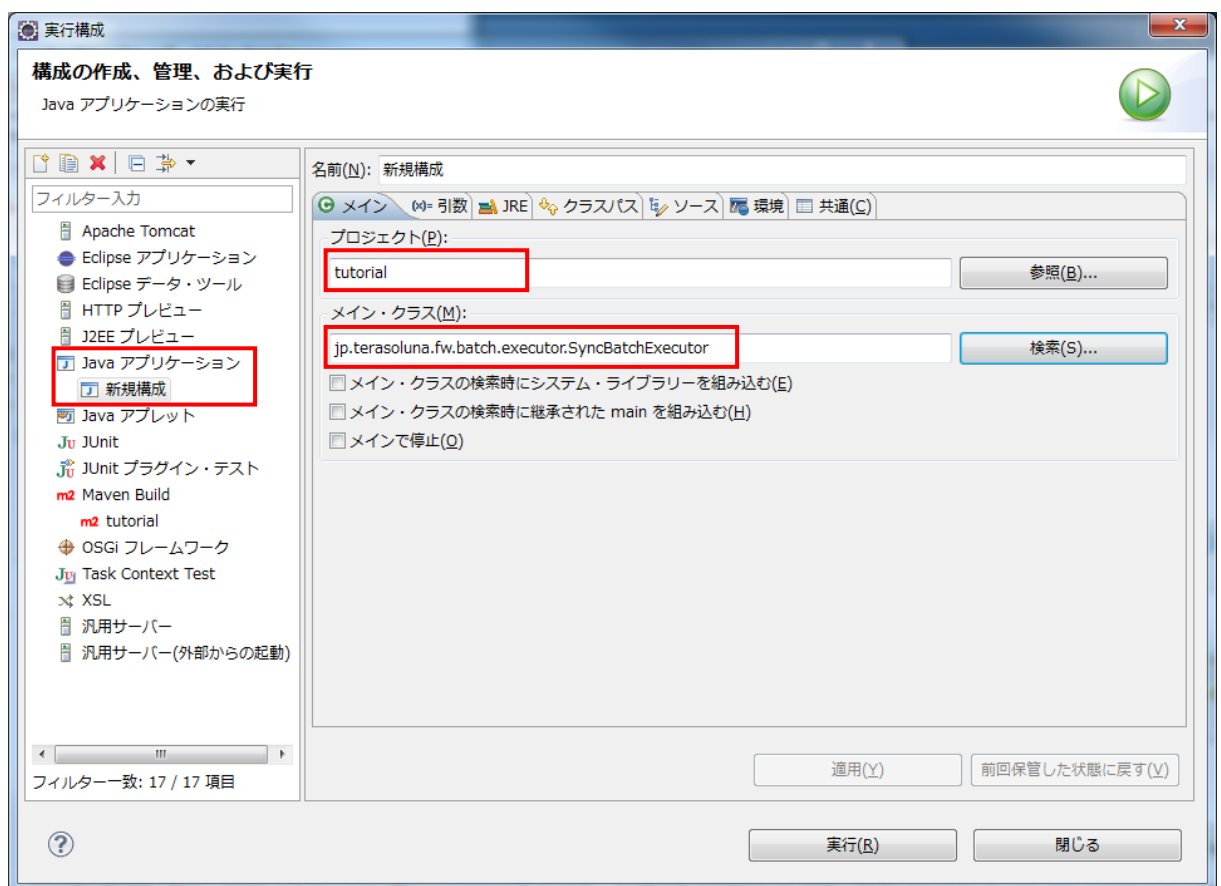 実行構成
構成の作成、管理、および実行
Java アプリケーションの実行
フィルター入力
Apache Tomcat
Eclipse アプリケーション
Eclipse データ・ツール
HTTP プレビュー
J2EE プレビュー
Java アプリケーション
新規構成
Java アプレット
JUnit
JUnit プラグイン・テスト
m2 Maven Build
m2 tutorial
OSGi フレームワーク
Task Context Test
XSL
汎用サーバー
汎用サーバー(外部からの起動)
フィルター一致: 17 / 17 項目
名前(N): 新規構成
メイン (x)= 引数 JRE クラスパス ソース 環境 共通(C)
プロジェクト(P):
tutorial 参照(B)...
メイン・クラス(M):
jp.terasoluna.fw.batch.executor.SyncBatchExecutor 検索(S)...
メイン・クラスの検索時にシステム・ライブラリーを組み込む(E)
メイン・クラスの検索時に継承された main を組み込む(H)
メインで停止(O)
適用(Y) 前回保管した状態に戻す(V)
実行(R) 閉じる